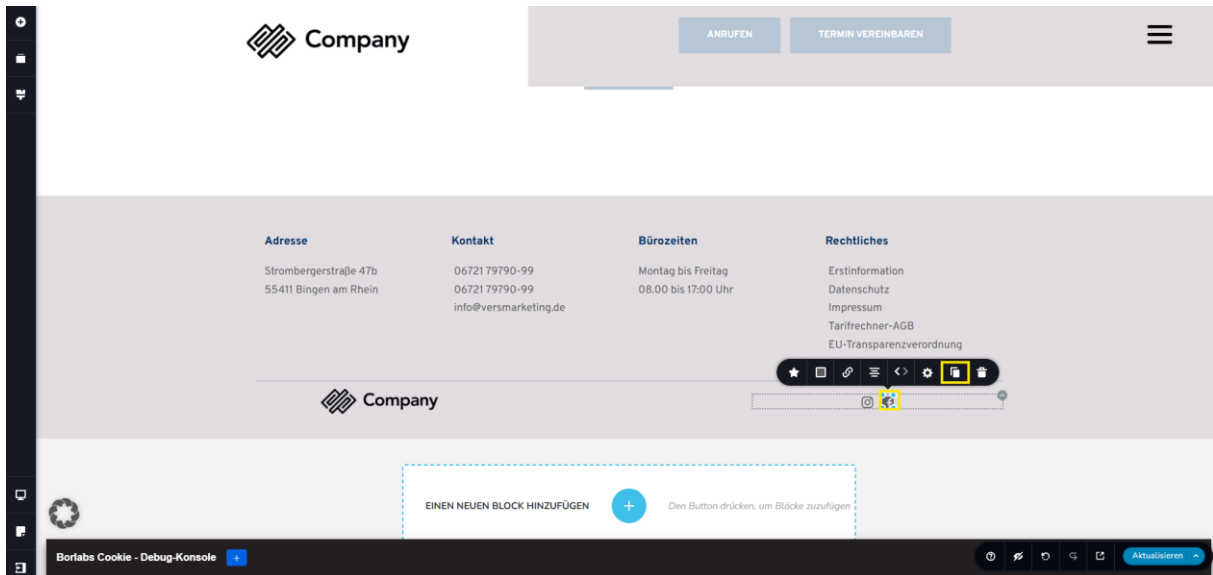 Company
ANRUFEN
TERMIN VEREINBAREN
Adresse
Strombergerstraße 47b
55411 Bingen am Rhein
Kontakt
06721 79790-99
06721 79790-99
info@versmarketing.de
Bürozeiten
Montag bis Freitag
08.00 bis 17:00 Uhr
Rechtliches
Erstinformation
Datenschutz
Impressum
Tarifrechner-AGB
EU-Transparenzverordnung
Company
EINEN NEUEN BLOCK HINZUFÜGEN
Den Button drücken, um Blöcke zuzufügen
Borlabs Cookie - Debug-Konsole
Aktualisieren